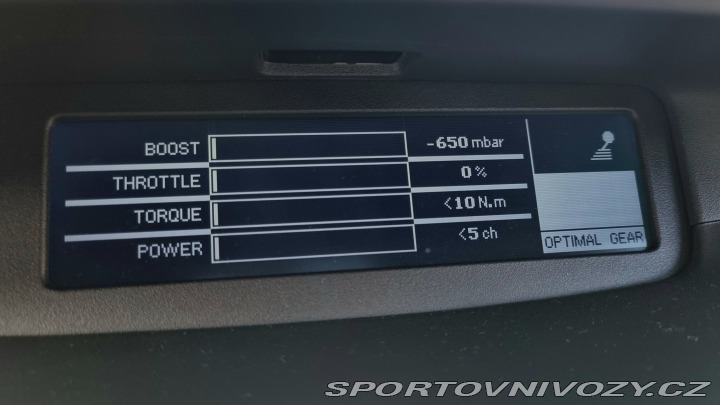 BOOST -650 mbar
THROTTLE 0 %
TORQUE <10 N.m
POWER <5 ch
OPTIMAL GEAR
SPORTOVNIVOZY.CZ